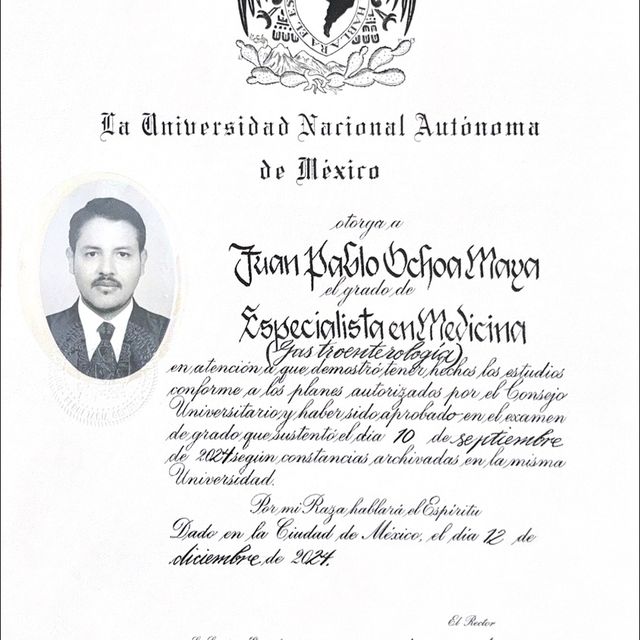 HABLARA EL ES
La Universidad Nacional Autónoma
de México
otorga a
Juan Pablo Ochoa Maya
el grado de
Especialista en Medicina
(Gastroenterología)
en atención a que demostró tener hechos los estudios
conforme a los planes autorizados por el Consejo
Universitario y haber sido aprobado en el examen
de grado que sustentó el día 10 de septiembre
de 2024 según constancias archivadas en la misma
Universidad.
Por mi Raza hablará el Espíritu
Dado en la Ciudad de México, el día 12 de
diciembre de 2024.
El Rector